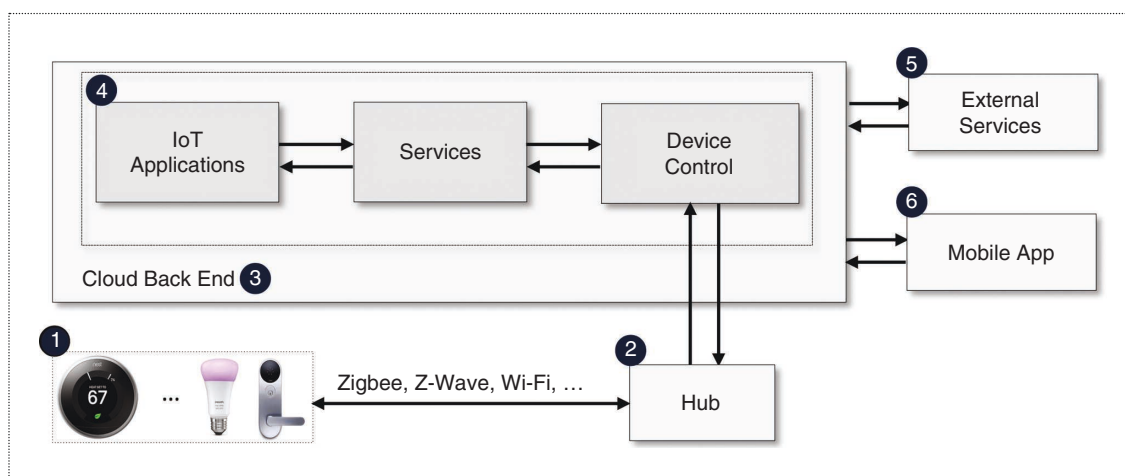 4
IoT
Applications
Services
Device
Control
5
External
Services
6
Mobile App
Cloud Back End 3
1
67
Zigbee, Z-Wave, Wi-Fi, …
2
Hub